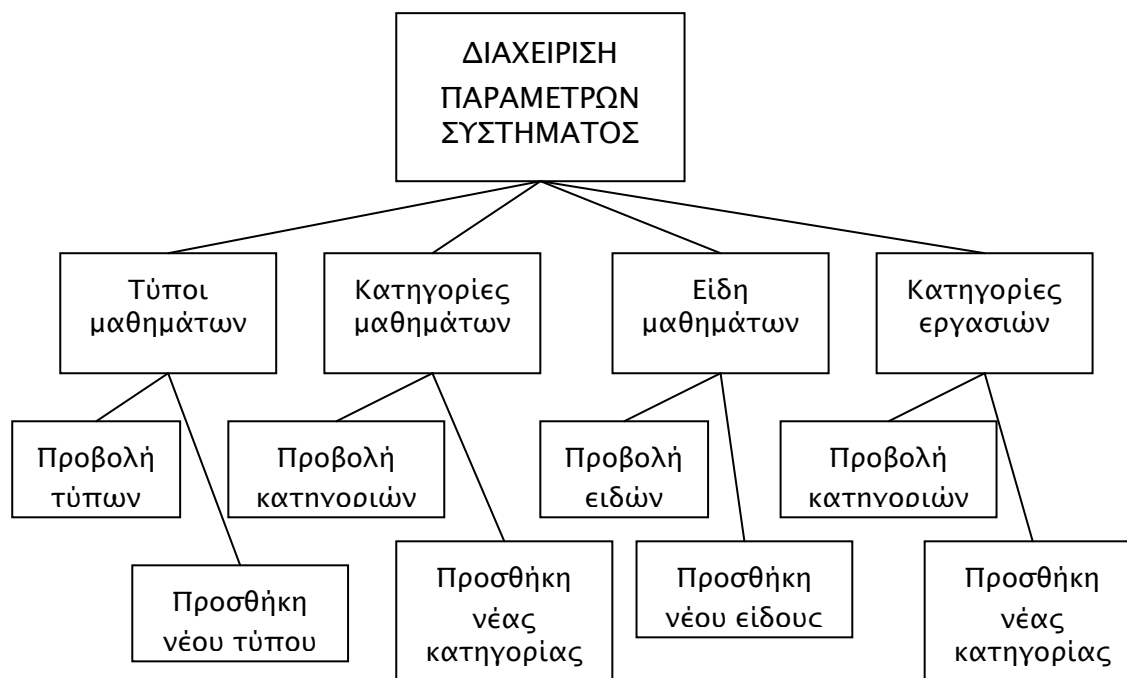 ΔΙΑΧΕΙΡΙΣΗ
ΠΑΡΑΜΕΤΡΩΝ
ΣΥΣΤΗΜΑΤΟΣ
Τύποι
μαθημάτων
Κατηγορίες
μαθημάτων
Είδη
μαθημάτων
Κατηγορίες
εργασιών
Προβολή
τύπων
Προβολή
κατηγοριών
Προβολή
ειδών
Προβολή
κατηγοριών
Προσθήκη
νέου τύπου
Προσθήκη
νέας
κατηγορίας
Προσθήκη
νέου είδους
Προσθήκη
νέας
κατηγορίας